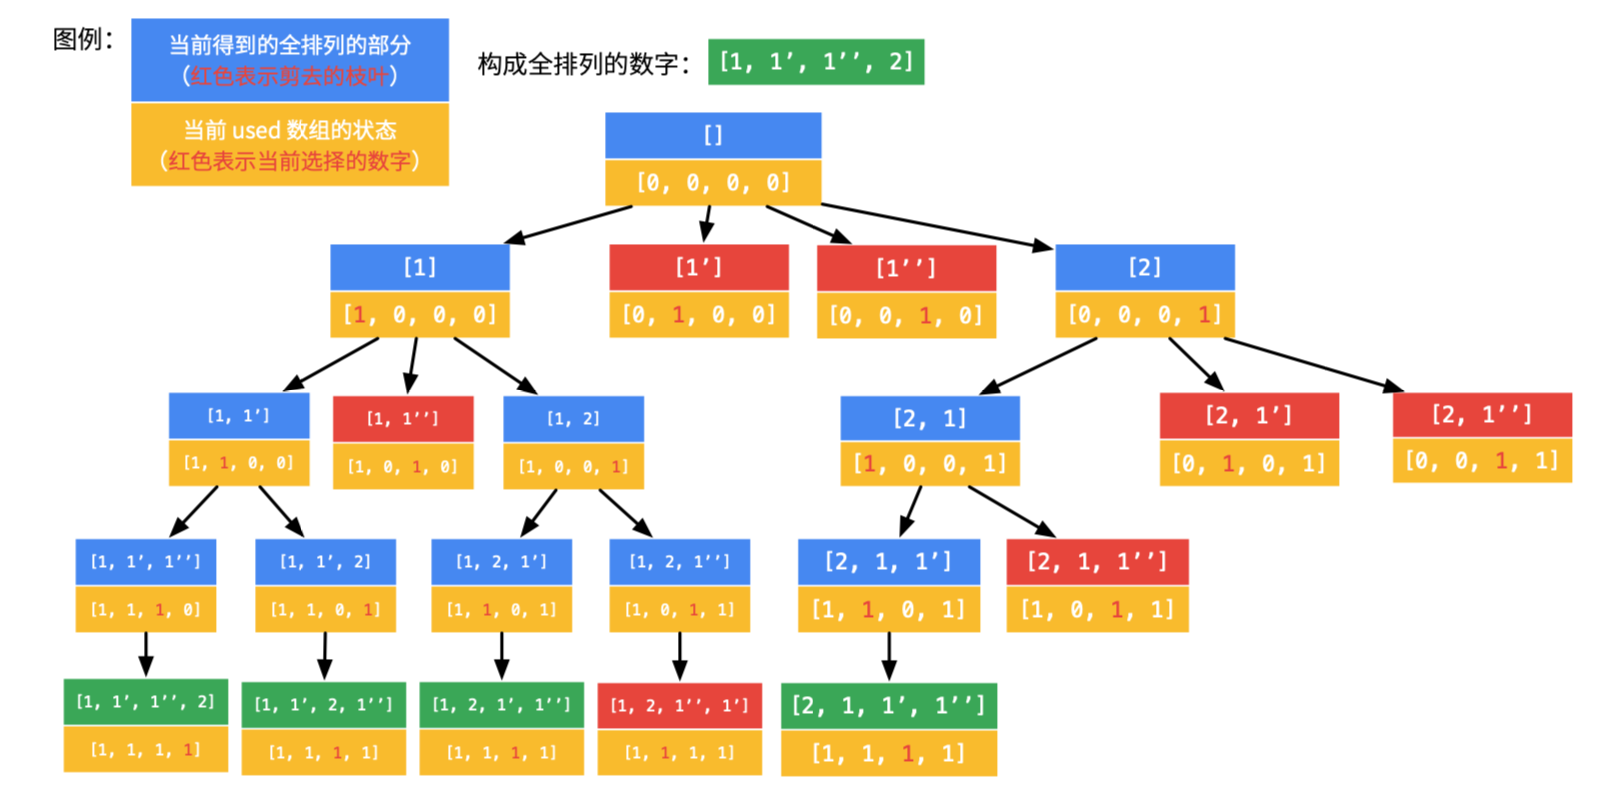 图例：
当前得到的全排列的部分
（红色表示剪去的枝叶）
当前 used 数组的状态
（红色表示当前选择的数字）
构成全排列的数字：
[1, 1’, 1’’, 2]
[]
[0, 0, 0, 0]
[1]
[1, 0, 0, 0]
[1’]
[0, 1, 0, 0]
[1’’]
[0, 0, 1, 0]
[2]
[0, 0, 0, 1]
[1, 1’]
[1, 1, 0, 0]
[1, 1’’]
[1, 0, 1, 0]
[1, 2]
[1, 0, 0, 1]
[2, 1]
[1, 0, 0, 1]
[2, 1’]
[0, 1, 0, 1]
[2, 1’’]
[0, 0, 1, 1]
[1, 1’, 1’’]
[1, 1, 1, 0]
[1, 1’, 2]
[1, 1, 0, 1]
[1, 2, 1’]
[1, 1, 0, 1]
[1, 2, 1’’]
[1, 0, 1, 1]
[2, 1, 1’]
[1, 1, 0, 1]
[2, 1, 1’’]
[1, 0, 1, 1]
[1, 1’, 1’’, 2]
[1, 1, 1, 1]
[1, 1’, 2, 1’’]
[1, 1, 1, 1]
[1, 2, 1’, 1’’]
[1, 1, 1, 1]
[1, 2, 1’’, 1’]
[1, 1, 1, 1]
[2, 1, 1’, 1’’]
[1, 1, 1, 1]